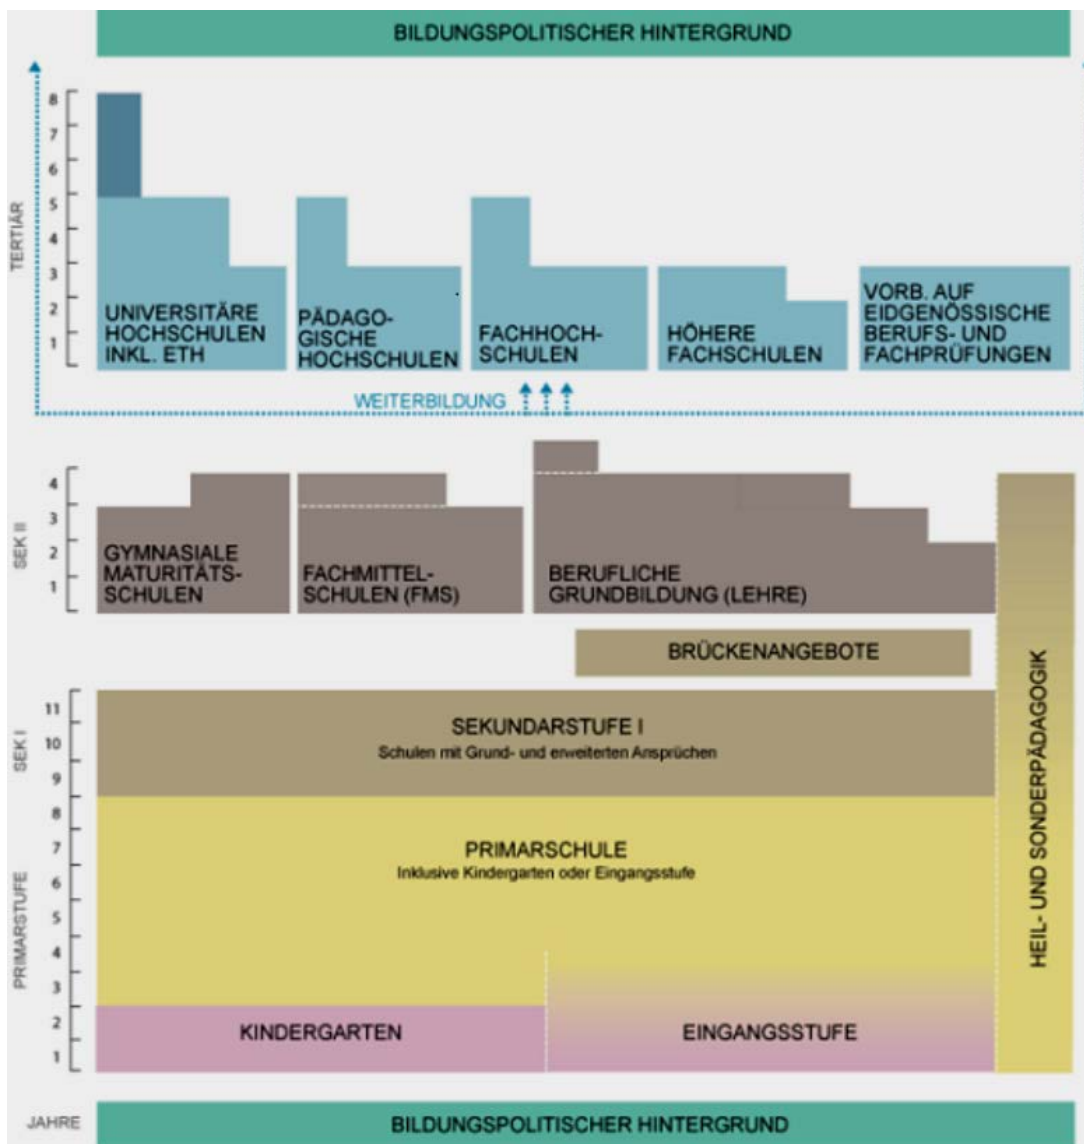 BILDUNGSPOLITISCHER HINTERGRUND
TERTIÄR
8
7
6
5
4
3
2
1
UNIVERSITÄRE
HOCHSCHULEN
INKL. ETH
PÄDAGO-
GISCHE
HOCHSCHULEN
FACHHOCH-
SCHULEN
HÖHERE
FACHSCHULEN
VORB. AUF
EIDGENÖSSISCHE
BERUFS- UND
FACHPRÜFUNGEN
WEITERBILDUNG
SEK II
4
3
2
1
GYMNASIALE
MATURITÄTS-
SCHULEN
FACHMITTEL-
SCHULEN (FMS)
BERUFLICHE
GRUNDBILDUNG (LEHRE)
BRÜCKENANGEBOTE
HEIL- UND SONDERPÄDAGOGIK
SEK I
11
10
9
SEKUNDARSTUFE I
Schulen mit Grund- und erweiterten Ansprüchen
PRIMARSTUFE
8
7
6
5
4
3
2
1
PRIMARSCHULE
Inklusive Kindergarten oder Eingangsstufe
KINDERGARTEN
EINGANGSSTUFE
JAHRE
BILDUNGSPOLITISCHER HINTERGRUND